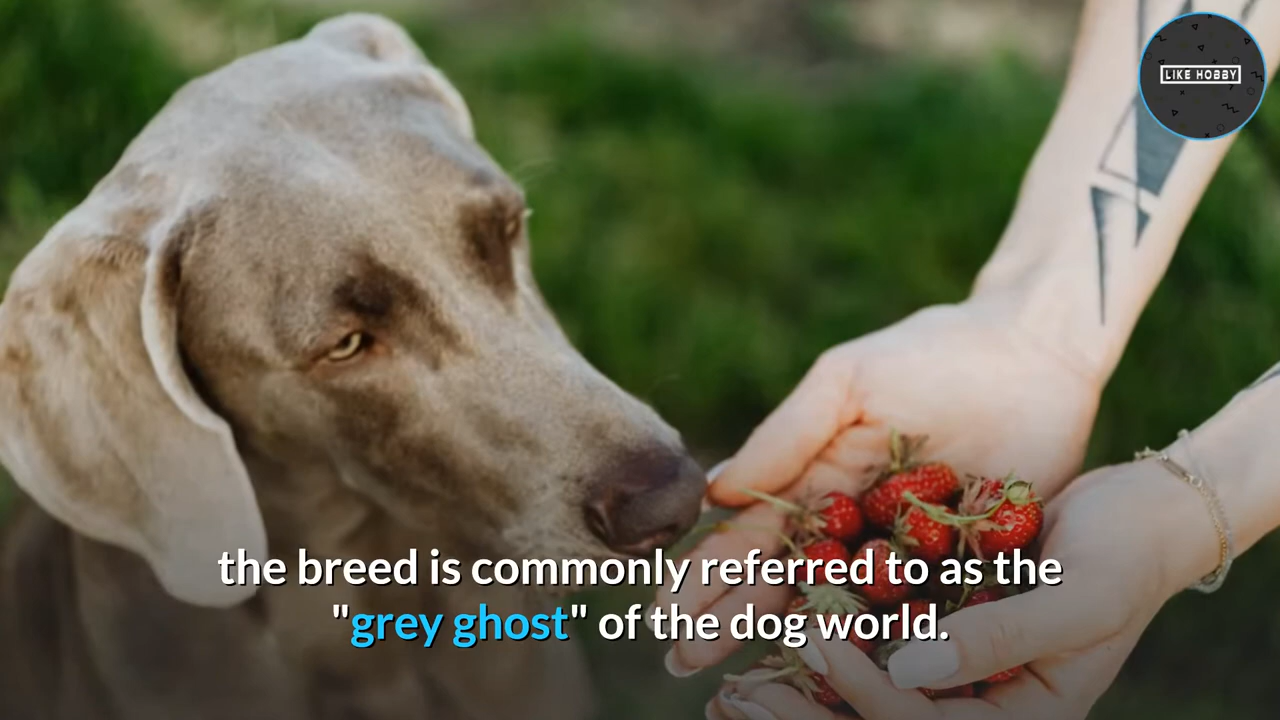 LIKE HOBBY
the breed is commonly referred to as the
"grey ghost" of the dog world.